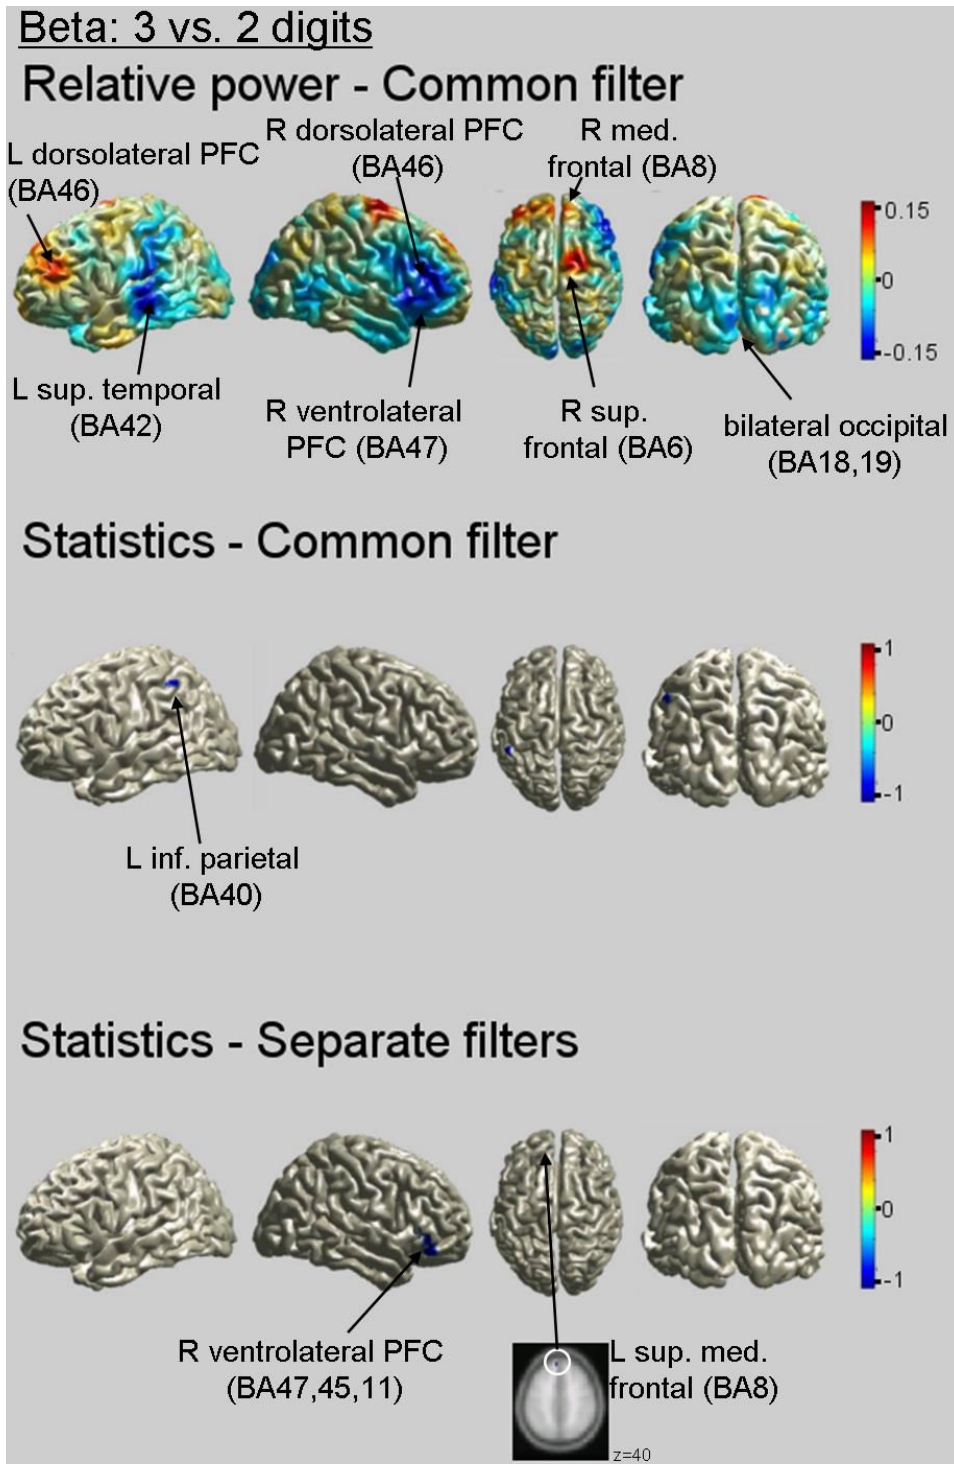 Beta: 3 vs. 2 digits
Relative power - Common filter
L dorsolateral PFC
(BA46)
R dorsolateral PFC
(BA46)
R med.
frontal (BA8)
0.15
0
-0.15
L sup. temporal
(BA42)
R ventrolateral
PFC (BA47)
R sup.
frontal (BA6)
bilateral occipital
(BA18,19)
Statistics - Common filter
1
0
-1
L inf. parietal
(BA40)
Statistics - Separate filters
1
0
-1
R ventrolateral PFC
(BA47,45,11)
L sup. med.
frontal (BA8)
z=40